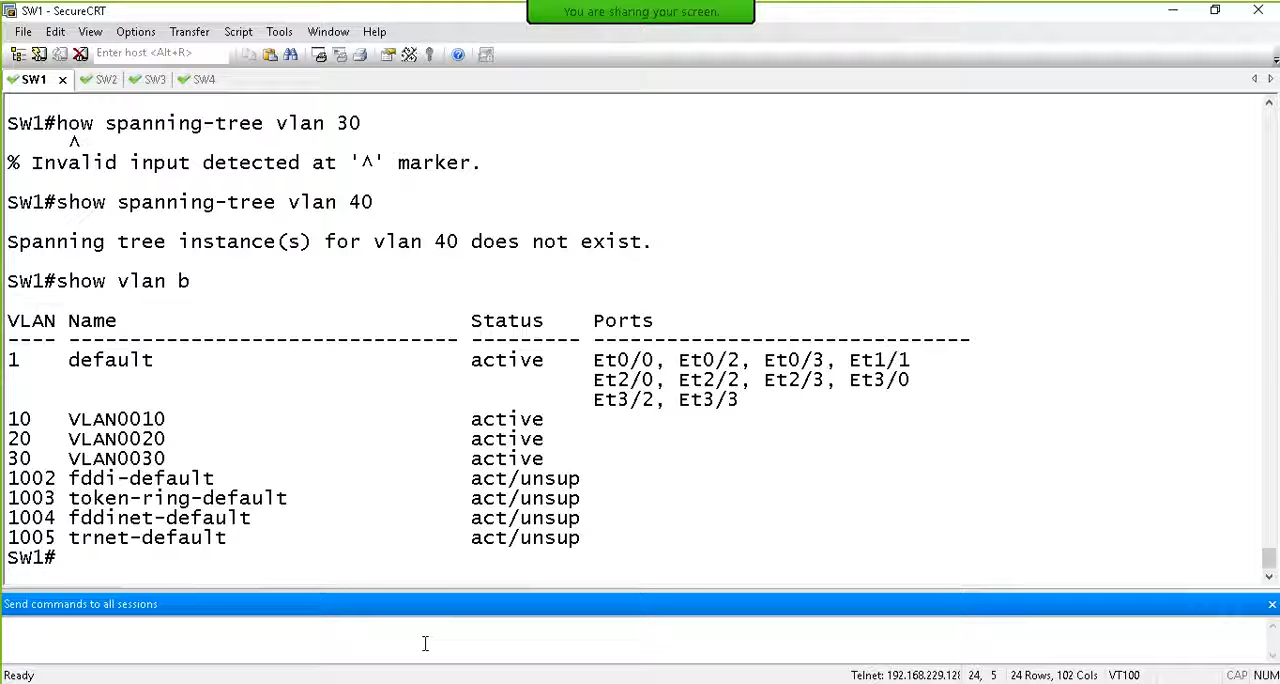 You are sharing your screen.
SW1 - SecureCRT
File Edit View Options Transfer Script Tools Window Help
Enter host <Alt+R>
SW1 SW2 SW3 SW4
SW1#how spanning-tree vlan 30
^
% Invalid input detected at '^' marker.
SW1#show spanning-tree vlan 40
Spanning tree instance(s) for vlan 40 does not exist.
SW1#show vlan b
VLAN Name Status Ports
---- -------------------------------- --------- -------------------------------
1 default active Et0/0, Et0/2, Et0/3, Et1/1
Et2/0, Et2/2, Et2/3, Et3/0
Et3/2, Et3/3
10 VLAN0010 active
20 VLAN0020 active
30 VLAN0030 active
1002 fddi-default act/unsup
1003 token-ring-default act/unsup
1004 fddinet-default act/unsup
1005 trnet-default act/unsup
SW1#
Send commands to all sessions
Ready Telnet: 192.168.229.12 24, 5 24 Rows, 102 Cols VT100 CAP NUM